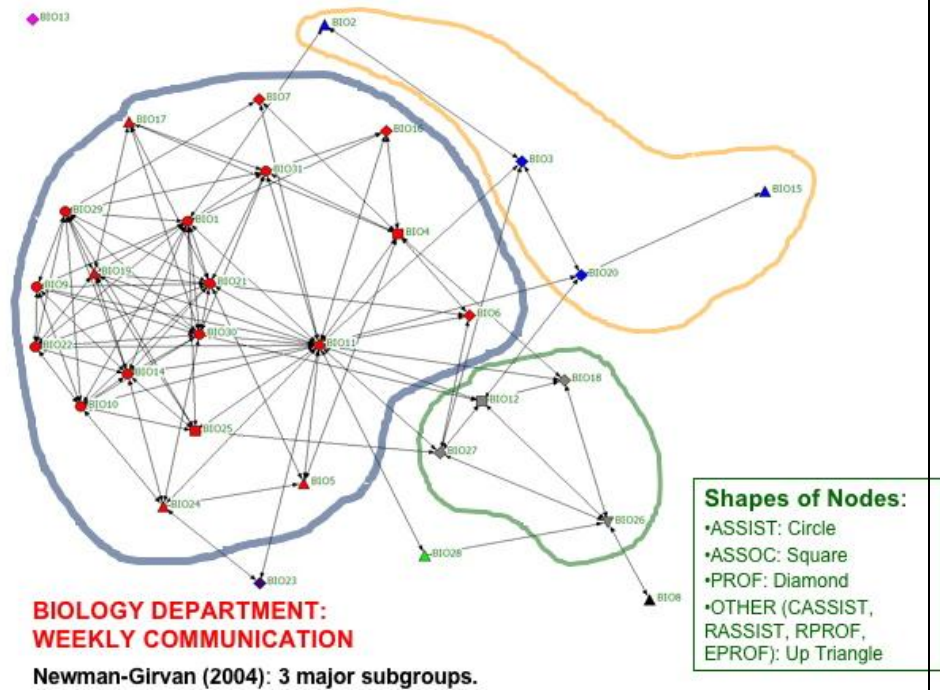 BIO13
BIO2
BIO7
BIO17
BIO16
BIO31
BIO3
BIO15
BIO29
BIO1
BIO4
BIO19
BIO20
BIO9
BIO21
BIO6
BIO30
BIO22
BIO11
BIO14
BIO18
BIO10
BIO12
BIO25
BIO27
BIO5
BIO24
BIO26
BIO28
BIO23
BIO8
Shapes of Nodes:
•ASSIST: Circle
•ASSOC: Square
•PROF: Diamond
•OTHER (CASSIST,
RASSIST, RPROF,
EPROF): Up Triangle
BIOLOGY DEPARTMENT:
WEEKLY COMMUNICATION
Newman-Girvan (2004): 3 major subgroups.